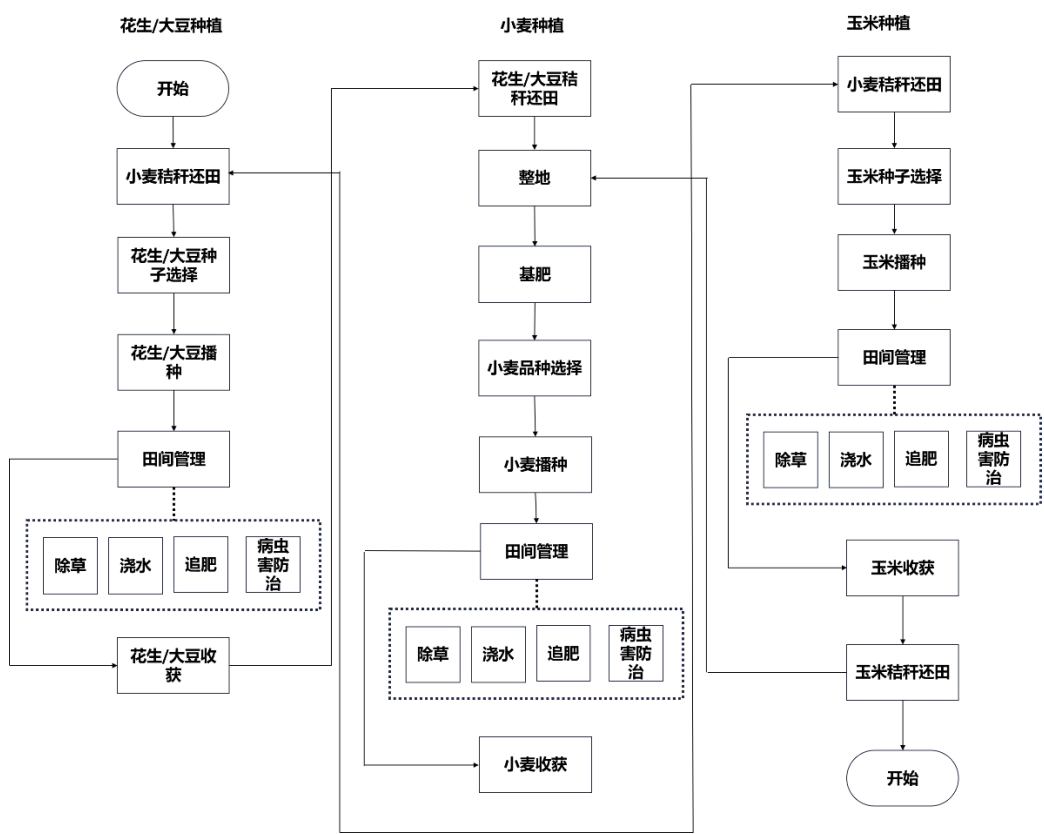 花生/大豆种植
开始
小麦秸秆还田
花生/大豆种
子选择
花生/大豆播
种
田间管理
除草
浇水
追肥
病虫
害防
治
花生/大豆收
获
小麦种植
花生/大豆秸
秆还田
整地
基肥
小麦品种选择
小麦播种
田间管理
除草
浇水
追肥
病虫
害防
治
小麦收获
玉米种植
小麦秸秆还田
玉米种子选择
玉米播种
田间管理
除草
浇水
追肥
病虫
害防
治
玉米收获
玉米秸秆还田
开始